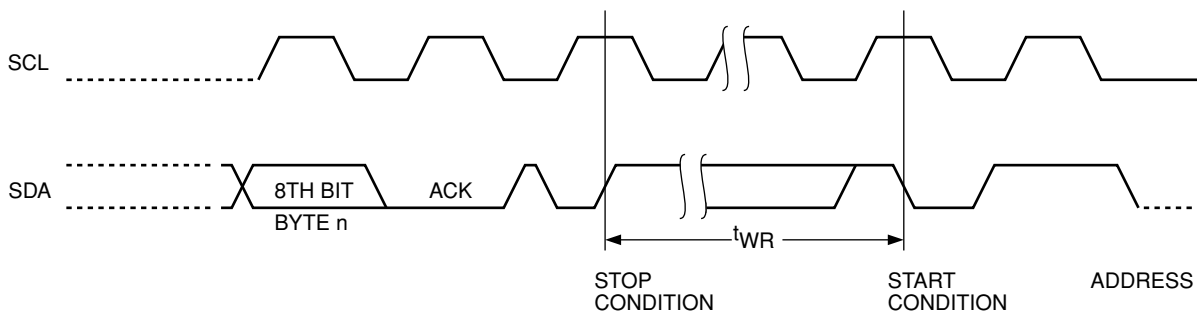 SCL
SDA
8TH BIT
ACK
BYTE n
tWR
STOP
CONDITION
START
CONDITION
ADDRESS